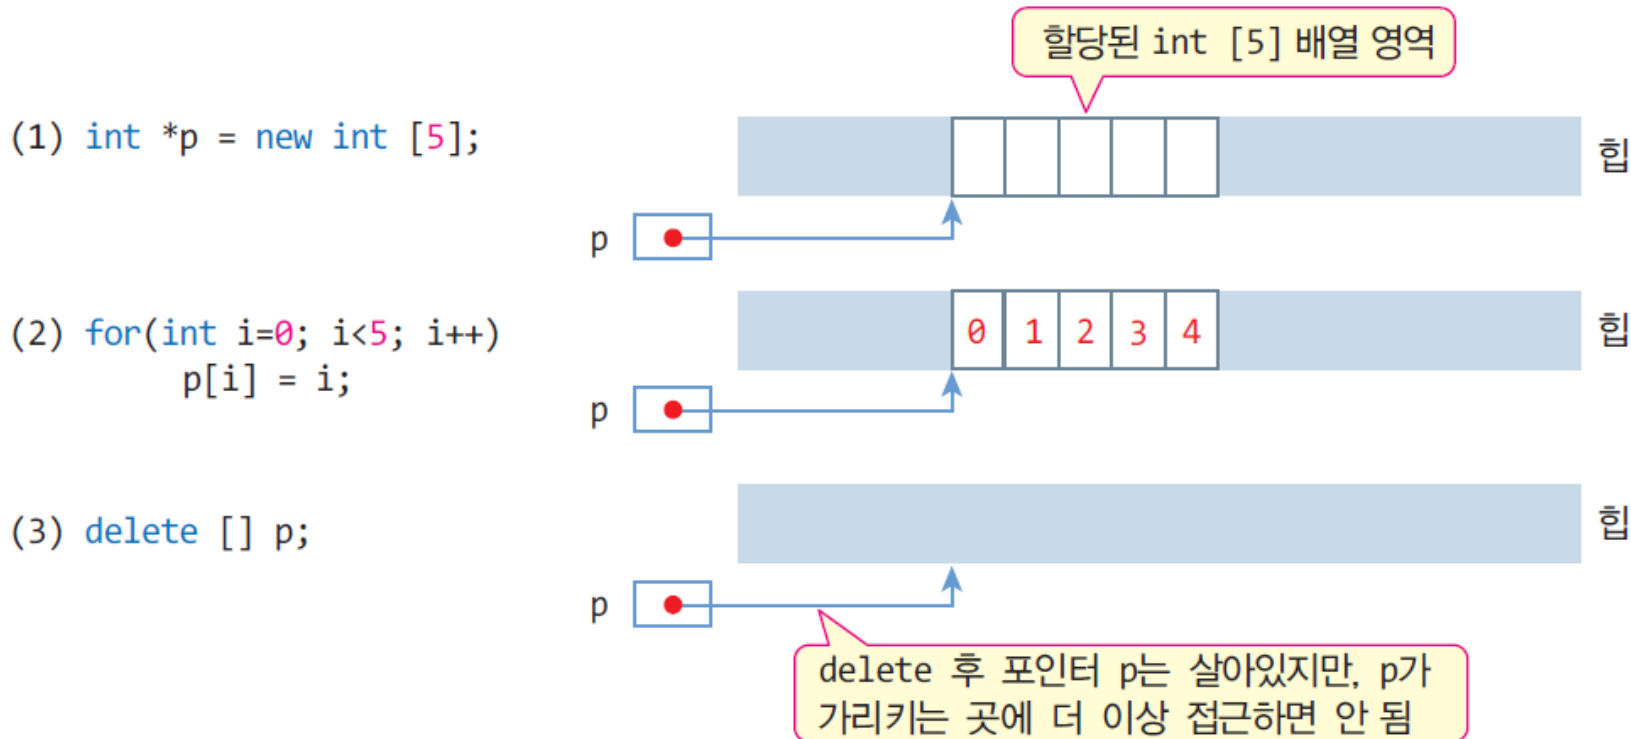 할당된 int [5] 배열 영역
(1) int *p = new int [5];
힙
p
(2) for(int i=0; i<5; i++)
p[i] = i;
0 1 2 3 4
힙
p
(3) delete [] p;
힙
p
delete 후 포인터 p는 살아있지만, p가
가리키는 곳에 더 이상 접근하면 안 됨